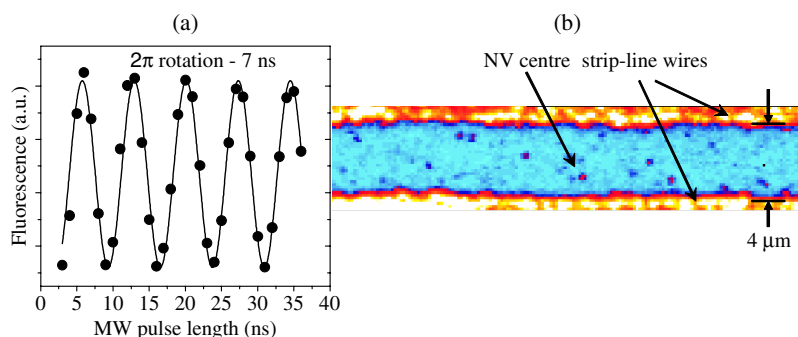 (a)
2π rotation - 7 ns
Fluorescence (a.u.)
0 5 10 15 20 25 30 35 40
MW pulse length (ns)
(b)
NV centre strip-line wires
4 μm